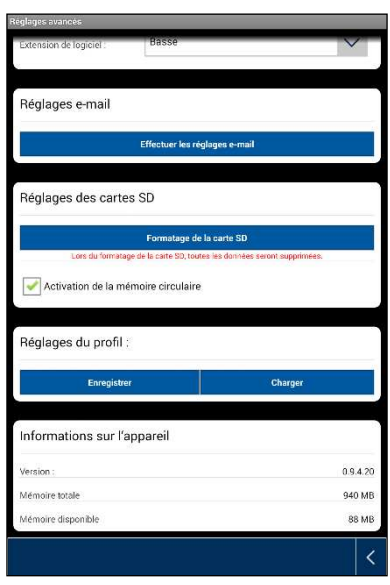 Réglages avancés
Extension de logiciel : Basse
Réglages e-mail
Effectuer les réglages e-mail
Réglages des cartes SD
Formatage de la carte SD
Lors du formatage de la carte SD, toutes les données seront supprimées.
Activation de la mémoire circulaire
Réglages du profil :
Enregistrer Charger
Informations sur l'appareil
Version : 0.9.4.20
Mémoire totale 940 MB
Mémoire disponible 88 MB